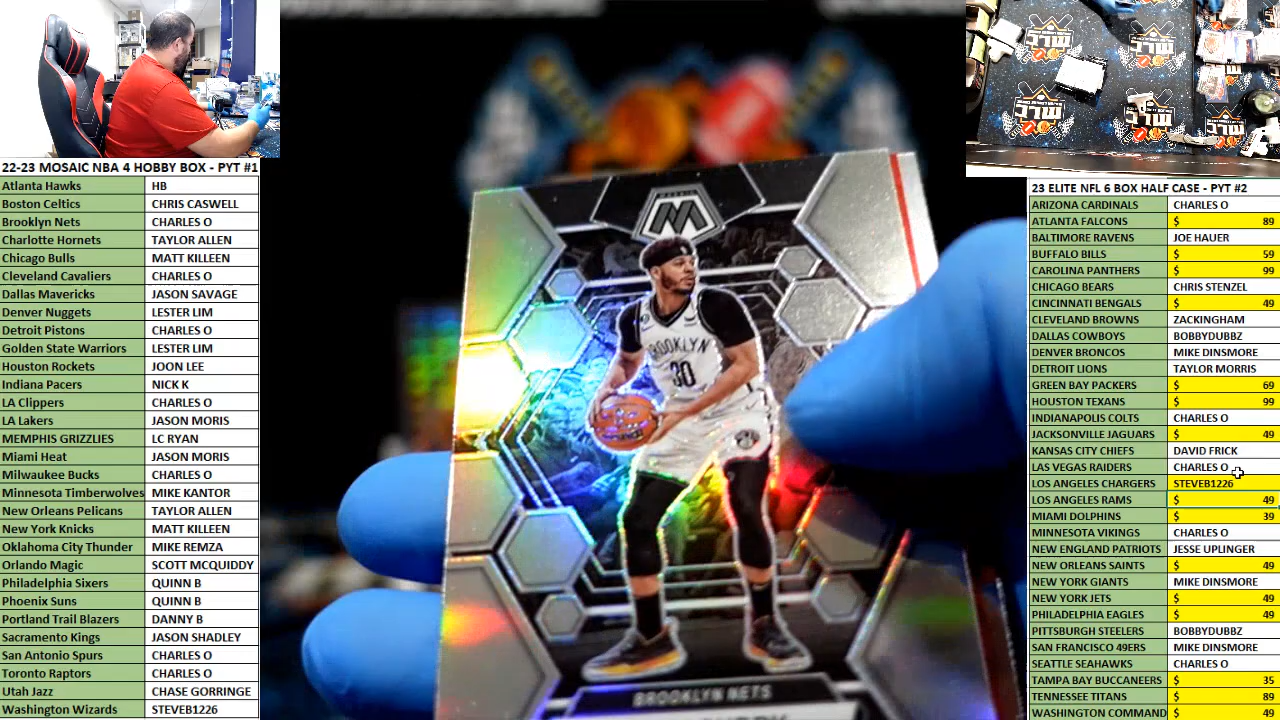 22-23 MOSAIC NBA 4 HOBBY BOX - PYT #1
Atlanta Hawks HB
Boston Celtics CHRIS CASWELL
Brooklyn Nets CHARLES O
Charlotte Hornets TAYLOR ALLEN
Chicago Bulls MATT KILLEEN
Cleveland Cavaliers CHARLES O
Dallas Mavericks JASON SAVAGE
Denver Nuggets LESTER LIM
Detroit Pistons CHARLES O
Golden State Warriors LESTER LIM
Houston Rockets JOON LEE
Indiana Pacers NICK K
LA Clippers CHARLES O
LA Lakers JASON MORIS
MEMPHIS GRIZZLIES LC RYAN
Miami Heat JASON MORIS
Milwaukee Bucks CHARLES O
Minnesota Timberwolves MIKE KANTOR
New Orleans Pelicans TAYLOR ALLEN
New York Knicks MATT KILLEEN
Oklahoma City Thunder MIKE REMZA
Orlando Magic SCOTT MCQUIDDY
Philadelphia Sixers QUINN B
Phoenix Suns QUINN B
Portland Trail Blazers DANNY B
Sacramento Kings JASON SHADLEY
San Antonio Spurs CHARLES O
Toronto Raptors CHARLES O
Utah Jazz CHASE GORRINGE
Washington Wizards STEVEB1226
BROOKLYN
30
BROOKLYN NETS
23 ELITE NFL 6 BOX HALF CASE - PYT #2
ARIZONA CARDINALS CHARLES O
ATLANTA FALCONS $ 89
BALTIMORE RAVENS JOE HAUER
BUFFALO BILLS $ 59
CAROLINA PANTHERS $ 99
CHICAGO BEARS CHRIS STENZEL
CINCINNATI BENGALS $ 49
CLEVELAND BROWNS ZACKINGHAM
DALLAS COWBOYS BOBBYDUBBZ
DENVER BRONCOS MIKE DINSMORE
DETROIT LIONS TAYLOR MORRIS
GREEN BAY PACKERS $ 69
HOUSTON TEXANS $ 99
INDIANAPOLIS COLTS CHARLES O
JACKSONVILLE JAGUARS $ 49
KANSAS CITY CHIEFS DAVID FRICK
LAS VEGAS RAIDERS CHARLES O
LOS ANGELES CHARGERS STEVEB1226
LOS ANGELES RAMS $ 49
MIAMI DOLPHINS $ 39
MINNESOTA VIKINGS CHARLES O
NEW ENGLAND PATRIOTS JESSE UPLINGER
NEW ORLEANS SAINTS $ 49
NEW YORK GIANTS MIKE DINSMORE
NEW YORK JETS $ 49
PHILADELPHIA EAGLES $ 49
PITTSBURGH STEELERS BOBBYDUBBZ
SAN FRANCISCO 49ERS MIKE DINSMORE
SEATTLE SEAHAWKS CHARLES O
TAMPA BAY BUCCANEERS $ 35
TENNESSEE TITANS $ 89
WASHINGTON COMMAND $ 49